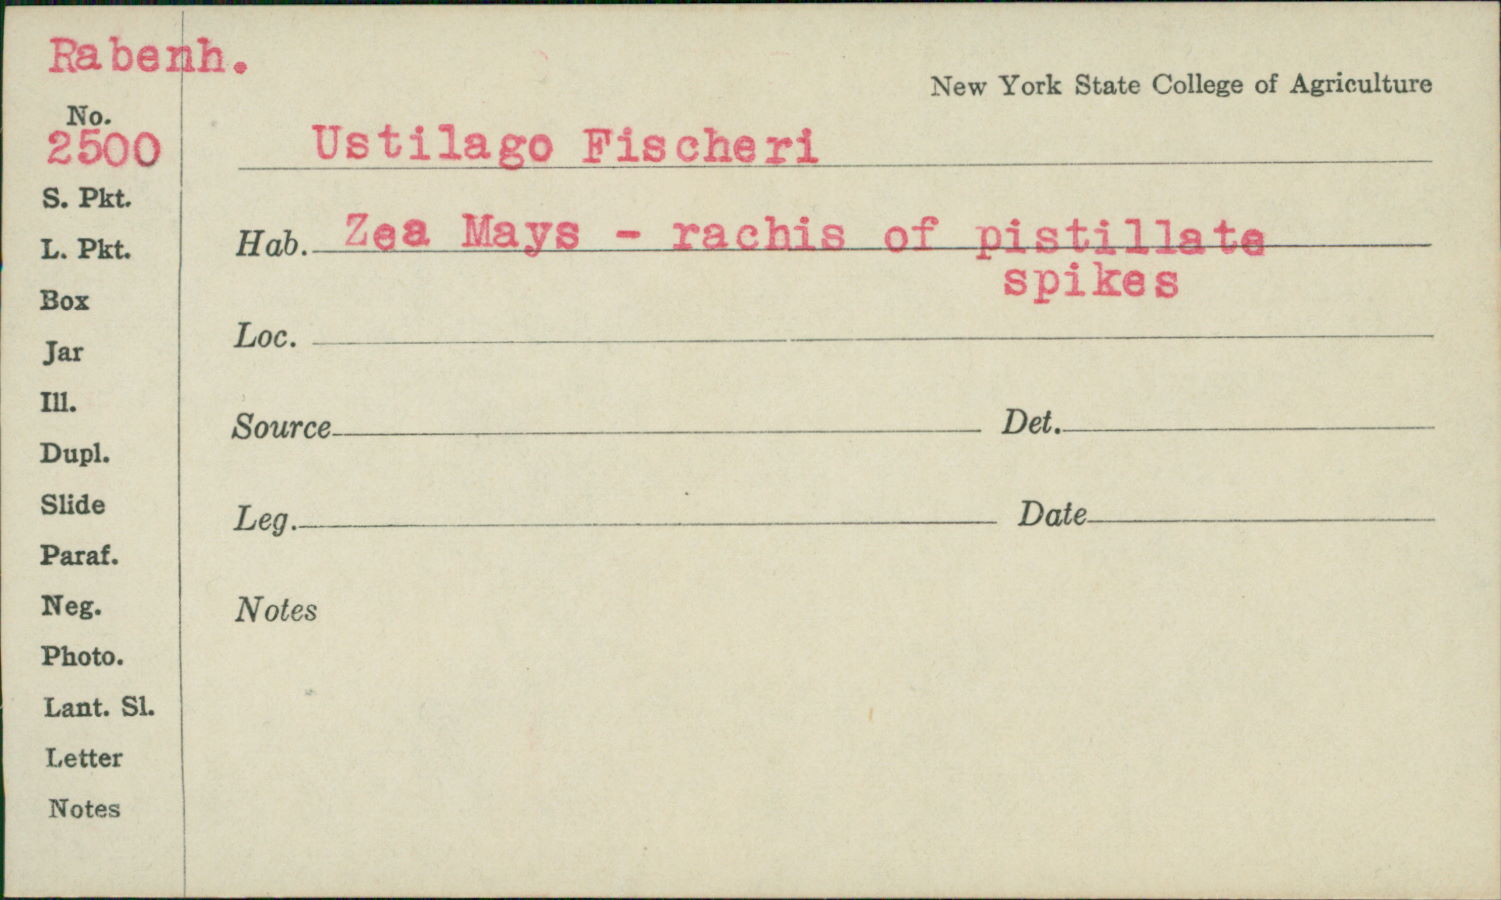 Rabenh.
New York State College of Agriculture
No.
2500
Ustilago Fischeri
S. Pkt.
Hab. Zea Mays - rachis of pistillate
spikes
L. Pkt.
Box
Loc.
Jar
Ill.
Source Det.
Dupl.
Slide
Leg. Date
Paraf.
Neg.
Notes
Photo.
Lant. Sl.
Letter
Notes